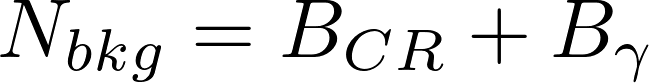 N_{bkg} = B_{CR} + B_{\gamma}